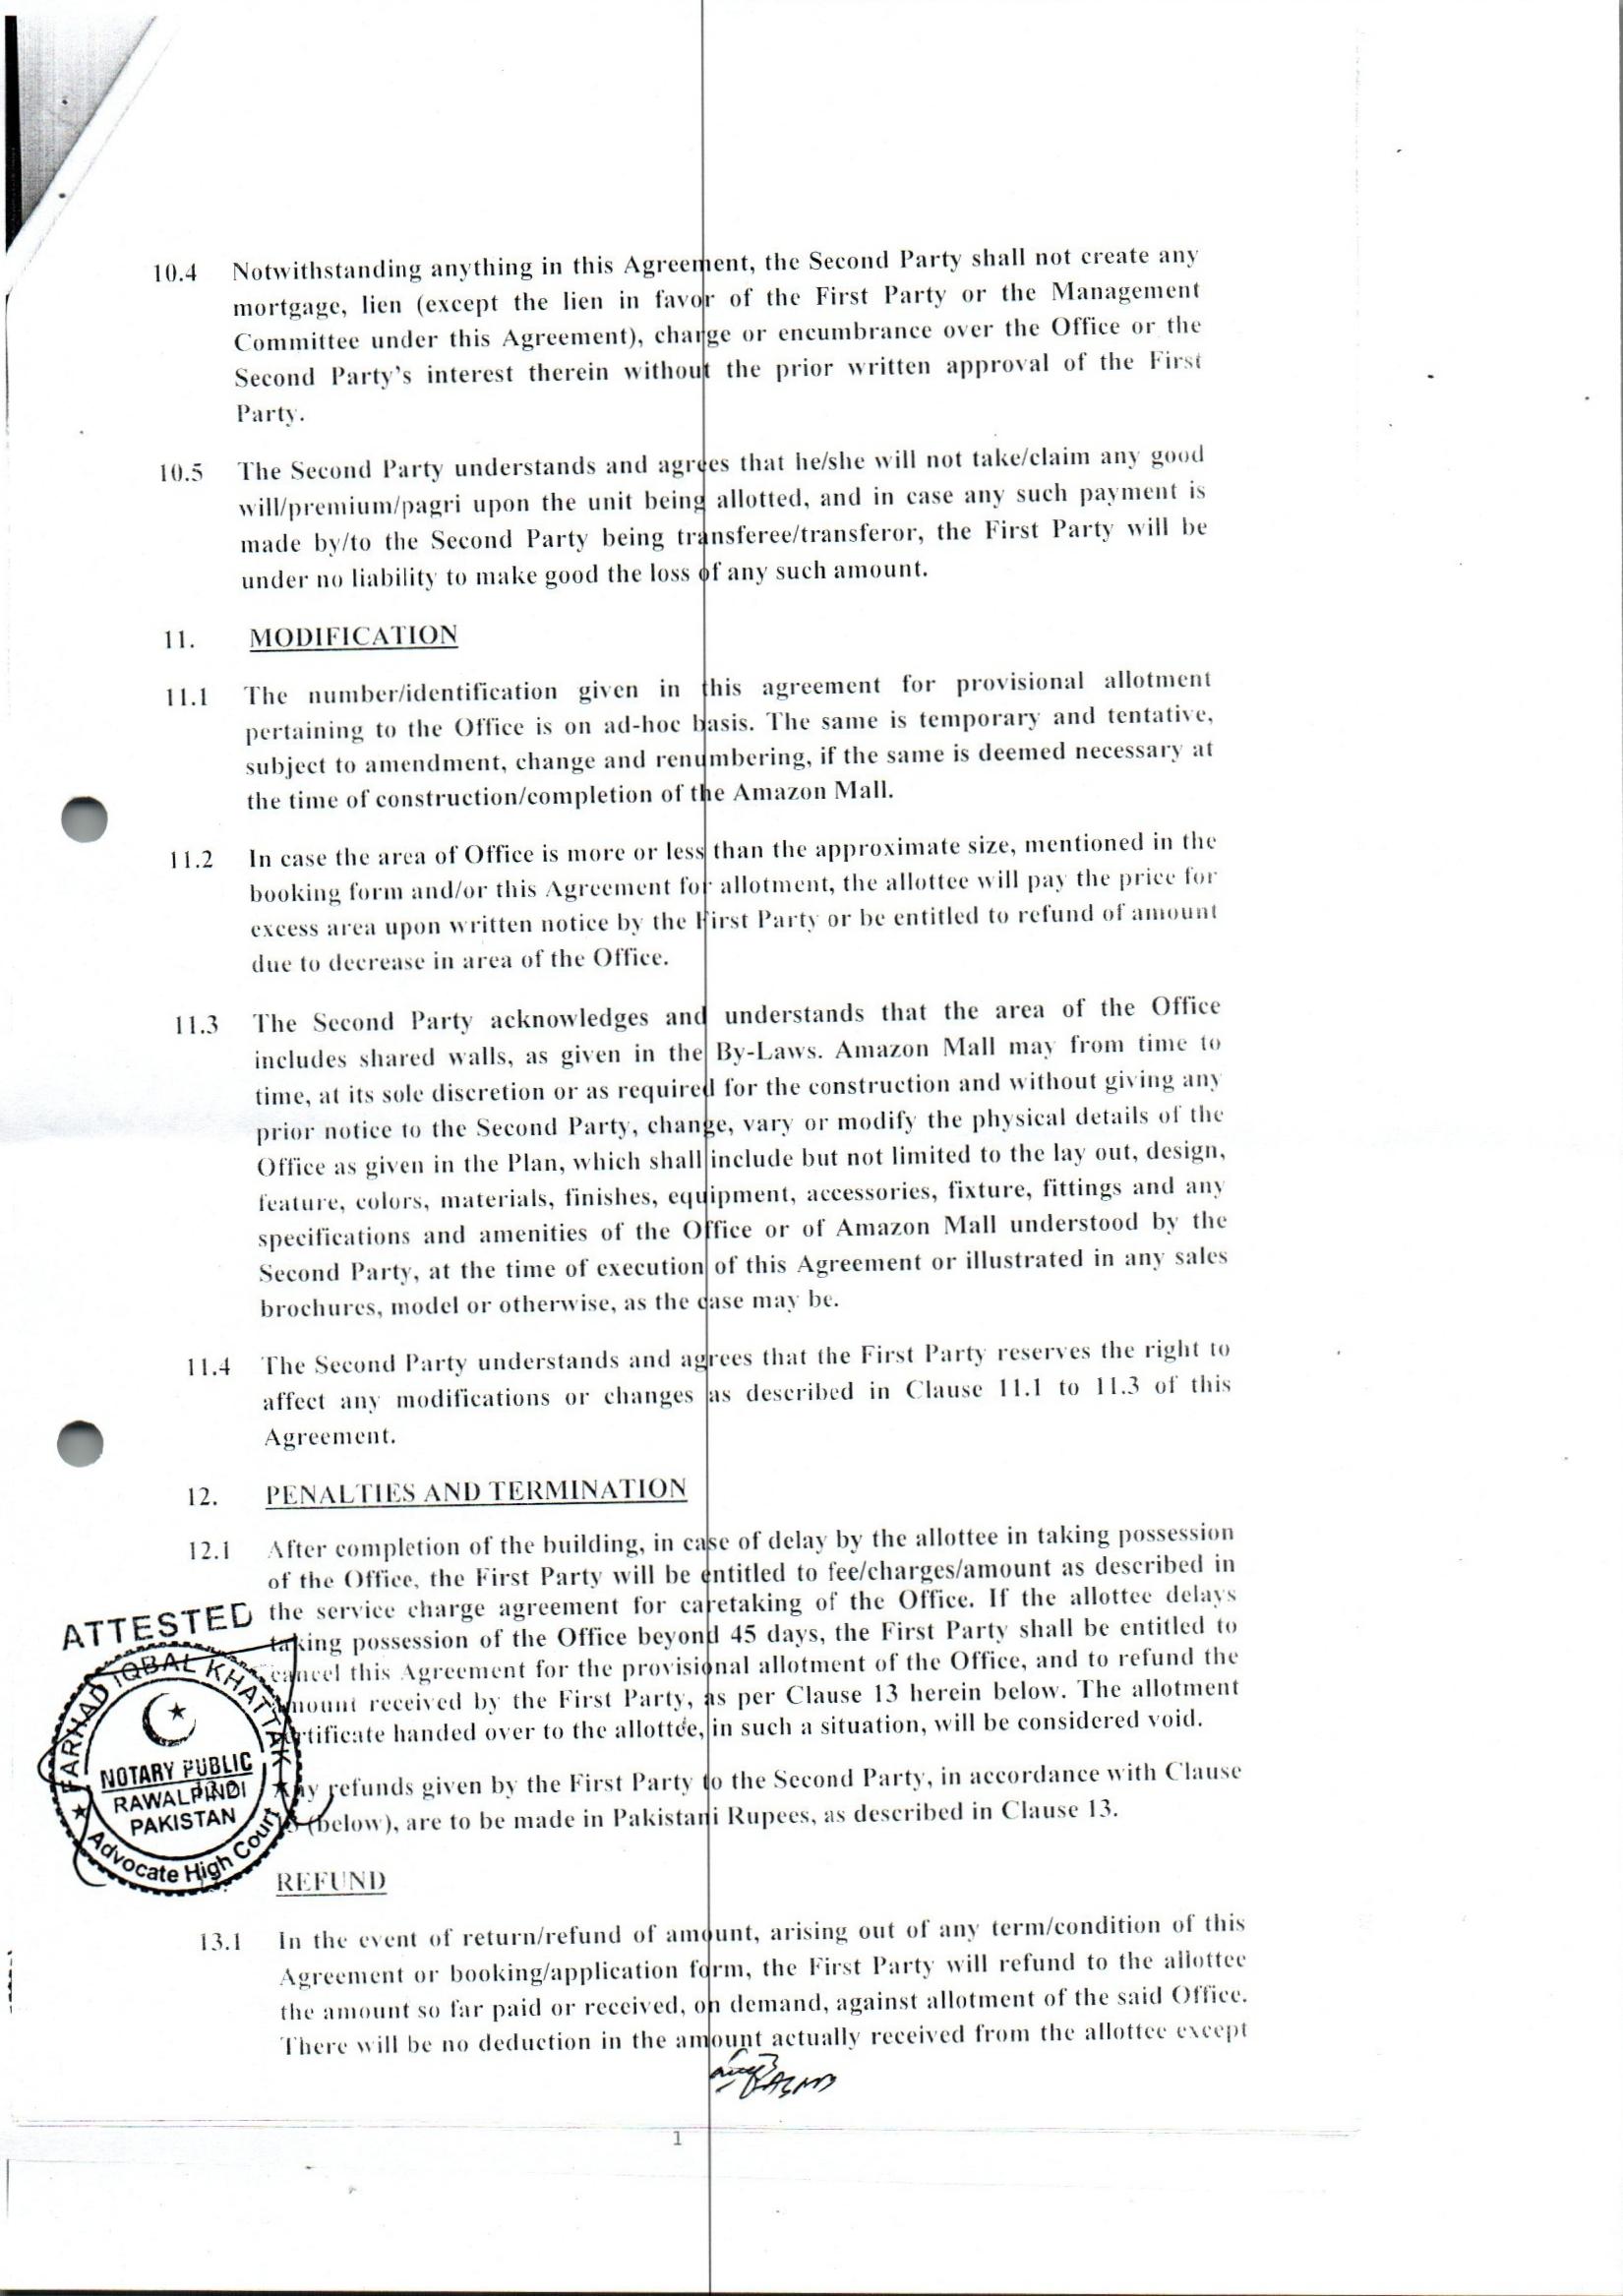 10.4 Notwithstanding anything in this Agreement, the Second Party shall not create any
mortgage, lien (except the lien in favor of the First Party or the Management
Committee under this Agreement), charge or encumbrance over the Office or the
Second Party's interest therein without the prior written approval of the First
Party.
10.5 The Second Party understands and agrees that he/she will not take/claim any good
will/premium/pagri upon the unit being allotted, and in case any such payment is
made by/to the Second Party being transferee/transferor, the First Party will be
under no liability to make good the loss of any such amount.
11. MODIFICATION
11.1 The number/identification given in this agreement for provisional allotment
pertaining to the Office is on ad-hoc basis. The same is temporary and tentative,
subject to amendment, change and renumbering, if the same is deemed necessary at
the time of construction/completion of the Amazon Mall.
11.2 In case the area of Office is more or less than the approximate size, mentioned in the
booking form and/or this Agreement for allotment, the allottee will pay the price for
excess area upon written notice by the First Party or be entitled to refund of amount
due to decrease in area of the Office.
11.3 The Second Party acknowledges and understands that the area of the Office
includes shared walls, as given in the By-Laws. Amazon Mall may from time to
time, at its sole discretion or as required for the construction and without giving any
prior notice to the Second Party, change, vary or modify the physical details of the
Office as given in the Plan, which shall include but not limited to the lay out, design,
feature, colors, materials, finishes, equipment, accessories, fixture, fittings and any
specifications and amenities of the Office or of Amazon Mall understood by the
Second Party, at the time of execution of this Agreement or illustrated in any sales
brochures, model or otherwise, as the case may be.
11.4 The Second Party understands and agrees that the First Party reserves the right to
affect any modifications or changes as described in Clause 11.1 to 11.3 of this
Agreement.
12. PENALTIES AND TERMINATION
12.1 After completion of the building, in case of delay by the allottee in taking possession
of the Office, the First Party will be entitled to fee/charges/amount as described in
the service charge agreement for caretaking of the Office. If the allottee delays
taking possession of the Office beyond 45 days, the First Party shall be entitled to
cancel this Agreement for the provisional allotment of the Office, and to refund the
amount received by the First Party, as per Clause 13 herein below. The allotment
certificate handed over to the allottee, in such a situation, will be considered void.
ATTESTED
FARHAD IQBAL KHATTAK
NOTARY PUBLIC
RAWALPINDI
PAKISTAN
Advocate High Court
Any refunds given by the First Party to the Second Party, in accordance with Clause
13 (below), are to be made in Pakistani Rupees, as described in Clause 13.
REFUND
13.1 In the event of return/refund of amount, arising out of any term/condition of this
Agreement or booking/application form, the First Party will refund to the allottee
the amount so far paid or received, on demand, against allotment of the said Office.
There will be no deduction in the amount actually received from the allottee except
1